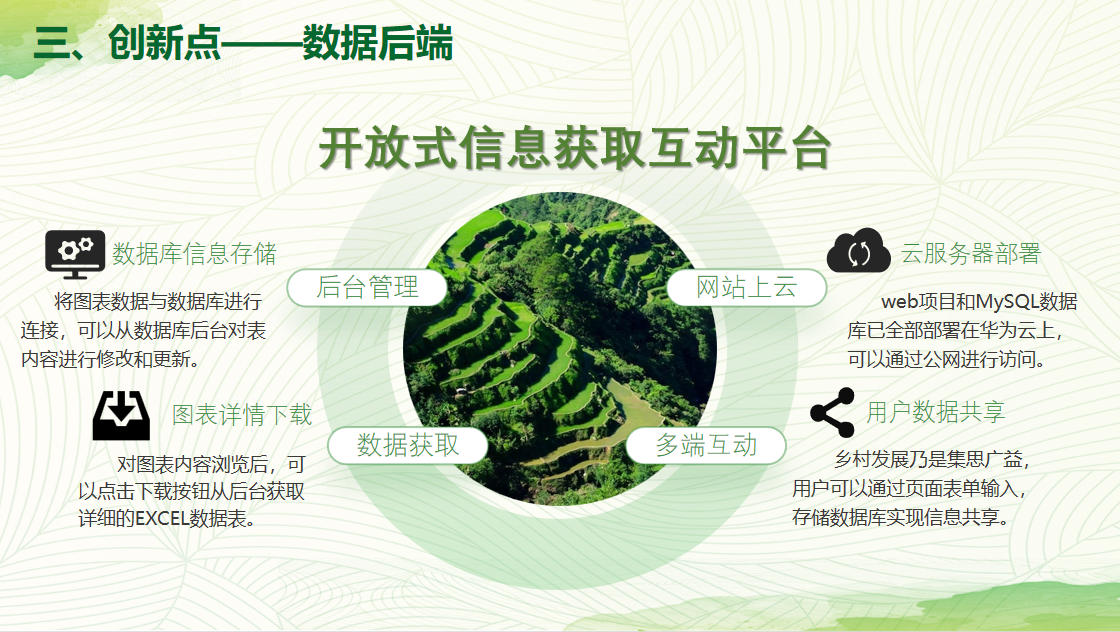 三、创新点——数据后端
开放式信息获取互动平台
数据库信息存储
将图表数据与数据库进行
连接，可以从数据库后台对表
内容进行修改和更新。
后台管理
图表详情下载
对图表内容浏览后，可
以点击下载按钮从后台获取
详细的EXCEL数据表。
数据获取
网站上云
云服务器部署
web项目和MySQL数据
库已全部部署在华为云上，
可以通过公网进行访问。
多端互动
用户数据共享
乡村发展乃是集思广益，
用户可以通过页面表单输入，
存储数据库实现信息共享。